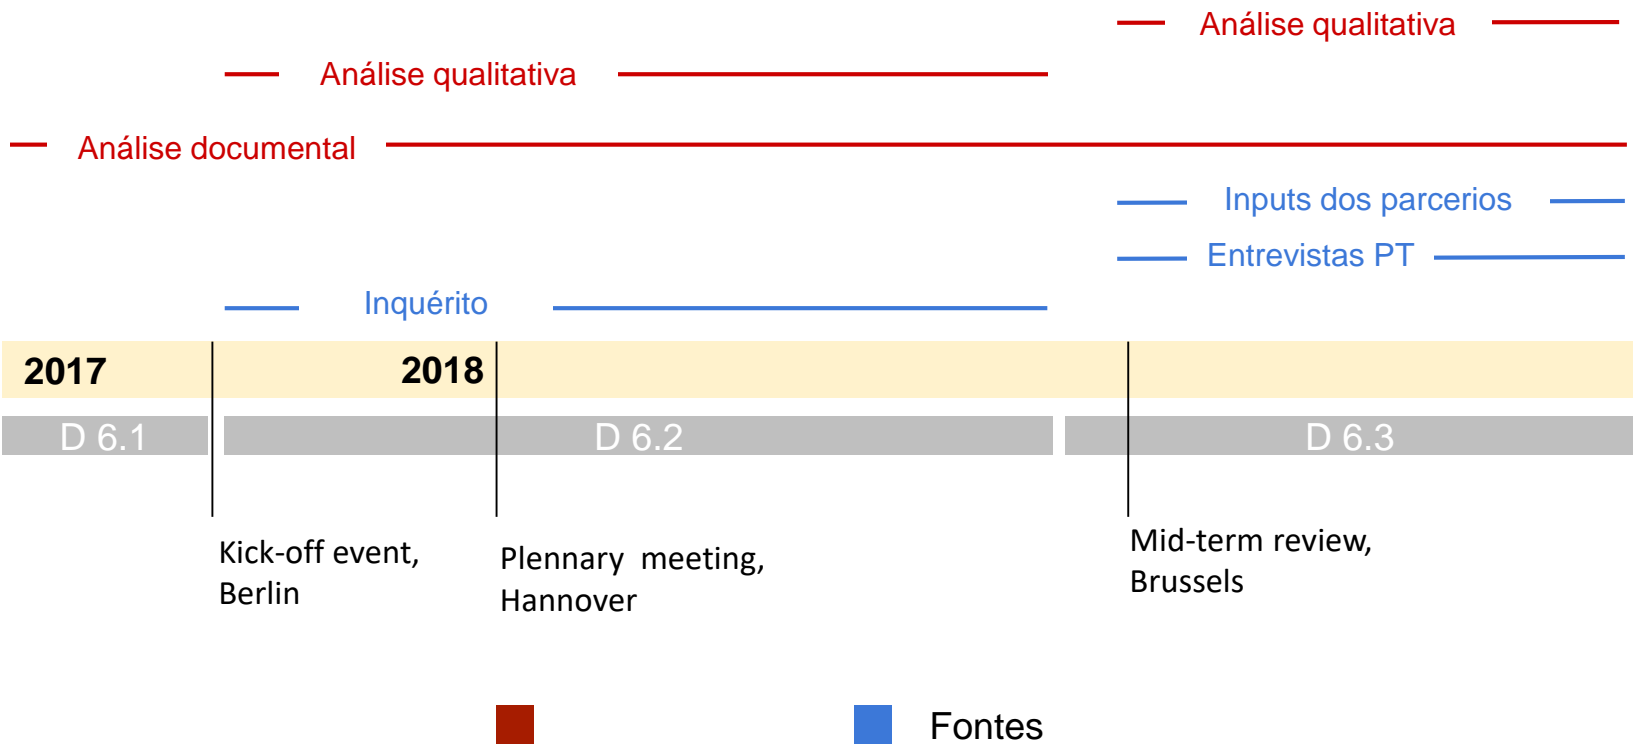 Análise qualitativa
Análise qualitativa
Análise documental
Inputs dos parcerios
Entrevistas PT
Inquérito
2017 2018
D 6.1 D 6.2 D 6.3
Kick-off event,
Berlin
Plennary meeting,
Hannover
Mid-term review,
Brussels
Fontes